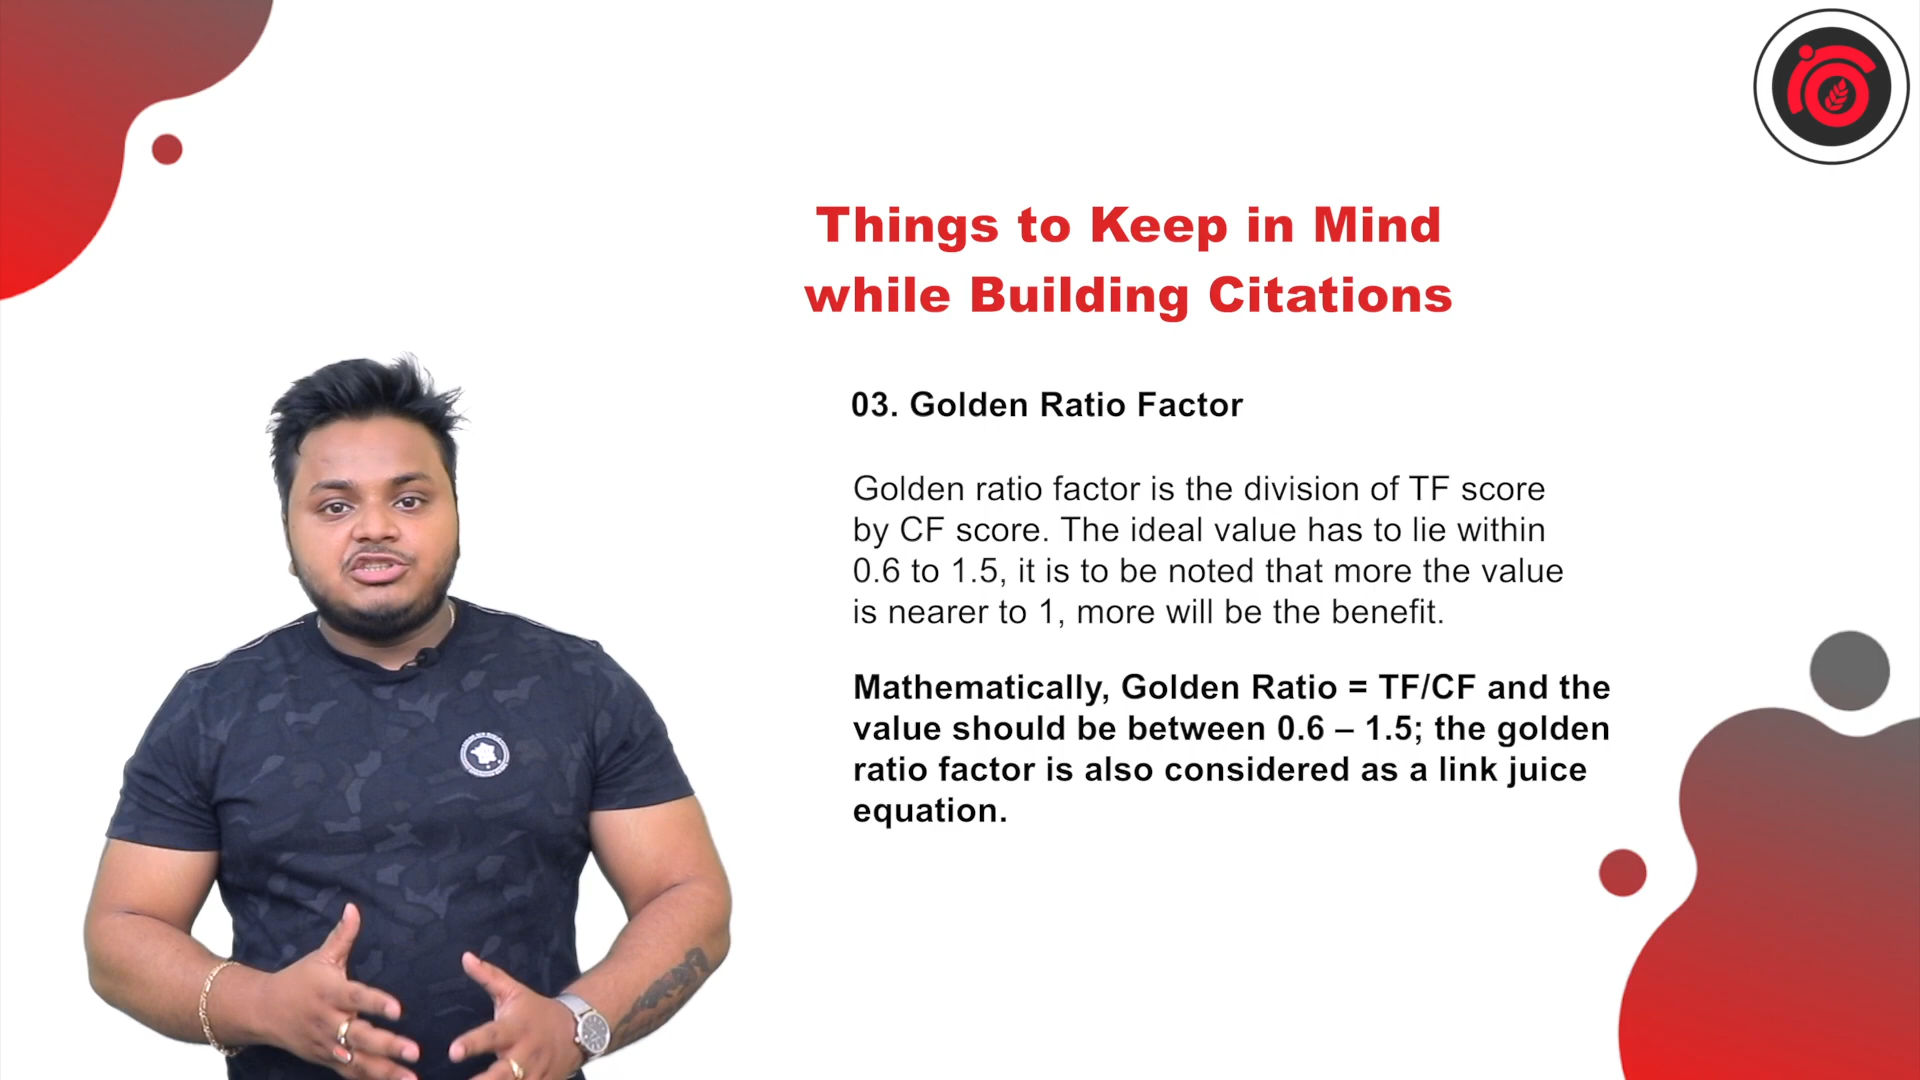 Things to Keep in Mind
while Building Citations
03. Golden Ratio Factor
Golden ratio factor is the division of TF score
by CF score. The ideal value has to lie within
0.6 to 1.5, it is to be noted that more the value
is nearer to 1, more will be the benefit.
Mathematically, Golden Ratio = TF/CF and the
value should be between 0.6 – 1.5; the golden
ratio factor is also considered as a link juice
equation.